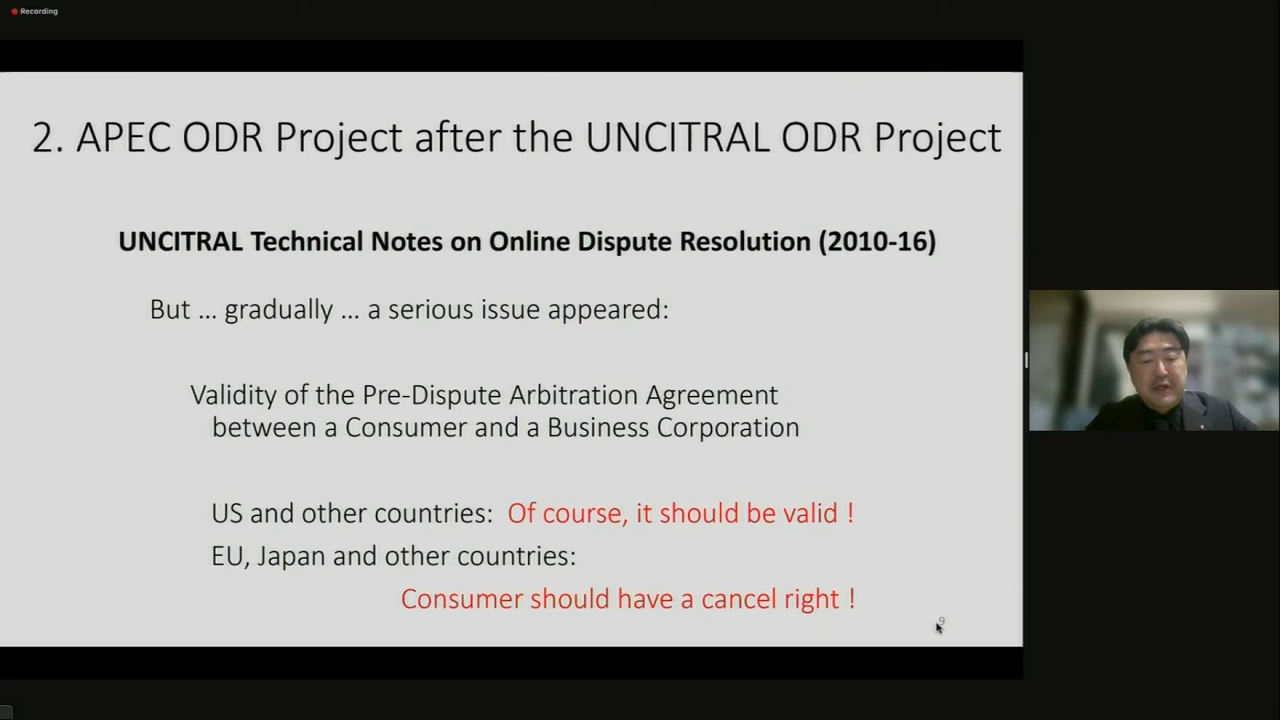 Recording
2. APEC ODR Project after the UNCITRAL ODR Project
UNCITRAL Technical Notes on Online Dispute Resolution (2010-16)
But ... gradually ... a serious issue appeared:
Validity of the Pre-Dispute Arbitration Agreement
between a Consumer and a Business Corporation
US and other countries: Of course, it should be valid !
EU, Japan and other countries:
Consumer should have a cancel right !
9